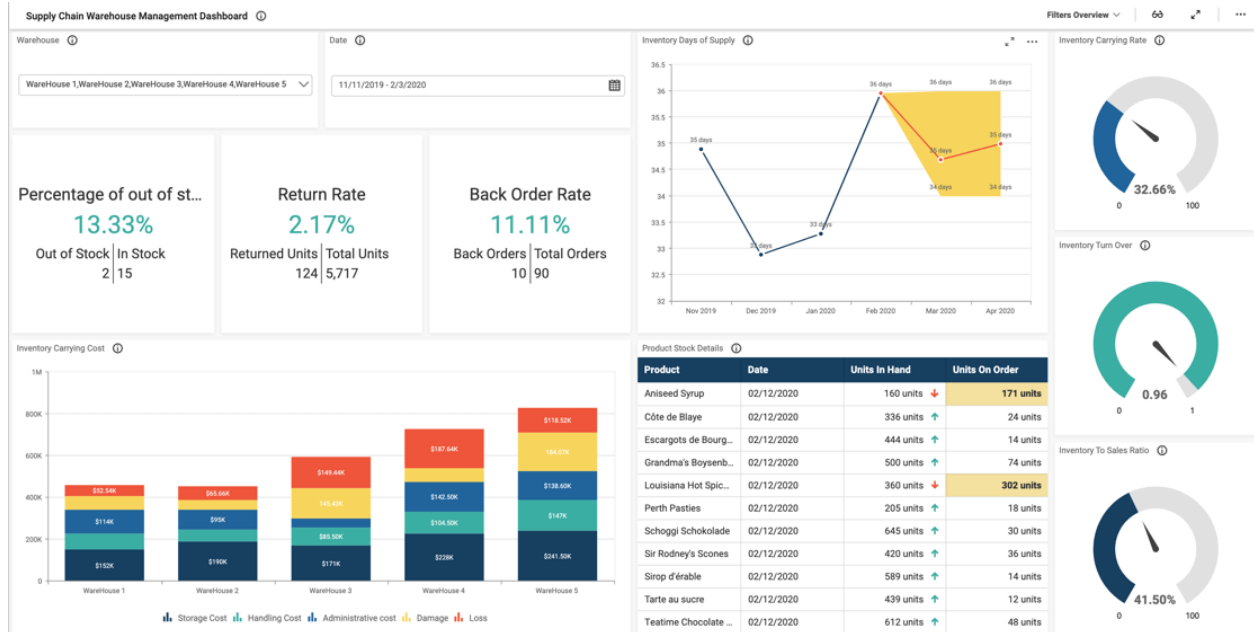 Supply Chain Warehouse Management Dashboard
Filters Overview
Warehouse
WareHouse 1,WareHouse 2,WareHouse 3,WareHouse 4,WareHouse 5
Date
11/11/2019 - 2/3/2020
Percentage of out of st...
13.33%
Out of Stock In Stock
2 15
Return Rate
2.17%
Returned Units Total Units
124 5,717
Back Order Rate
11.11%
Back Orders Total Orders
10 90
Inventory Days of Supply
36.5
36
35.5
35
34.5
34
33.5
33
32.5
32
35 days
33 days
33 days
36 days
36 days
36 days
35 days
35 days
34 days
34 days
Nov 2019 Dec 2019 Jan 2020 Feb 2020 Mar 2020 Apr 2020
Inventory Carrying Rate
32.66%
0 100
Inventory Turn Over
0.96
0 1
Inventory To Sales Ratio
41.50%
0 100
Inventory Carrying Cost
1M
800K
600K
400K
200K
0
$52.54K
$114K
$152K
$65.66K
$95K
$190K
$149.44K
$85.50K
$171K
$187.64K
$142.50K
$104.50K
$228K
$118.52K
$138.60K
$147K
$241.50K
WareHouse 1 WareHouse 2 WareHouse 3 WareHouse 4 WareHouse 5
Storage Cost Handling Cost Administrative cost Damage Loss
Product Stock Details
Product Date Units In Hand Units On Order
Aniseed Syrup 02/12/2020 160 units 171 units
Côte de Blaye 02/12/2020 336 units 24 units
Escargots de Bourg... 02/12/2020 444 units 14 units
Grandma's Boysenb... 02/12/2020 500 units 74 units
Louisiana Hot Spic... 02/12/2020 360 units 302 units
Perth Pasties 02/12/2020 205 units 18 units
Schoggi Schokolade 02/12/2020 645 units 30 units
Sir Rodney's Scones 02/12/2020 420 units 36 units
Sirop d'érable 02/12/2020 589 units 14 units
Tarte au sucre 02/12/2020 439 units 12 units
Teatime Chocolate ... 02/12/2020 612 units 48 units